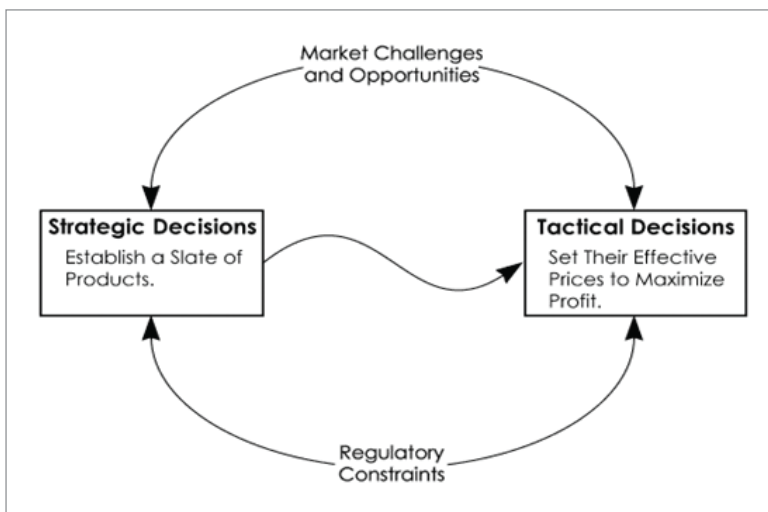 Market Challenges
and Opportunities
Strategic Decisions
Establish a Slate of
Products.
Tactical Decisions
Set Their Effective
Prices to Maximize
Profit.
Regulatory
Constraints